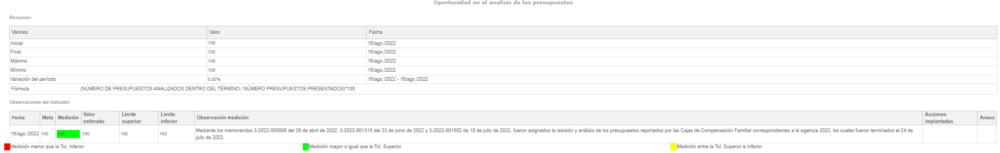 Oportunidad en el analisis de los presupuestos
Resumen
Valores Valor Fecha
Inicial 100 16/ago./2022
Final 100 16/ago./2022
Máximo 100 16/ago./2022
Mínimo 100 16/ago./2022
Variación del período 0,00% 16/ago./2022 - 16/ago./2022
Fórmula (NÚMERO DE PRESUPUESTOS ANALIZADOS DENTRO DEL TÉRMINO / NÚMERO PRESUPUESTOS PRESENTADOS)*100
Observaciones del indicador
Fecha Meta Medición Valor estimado Límite superior Límite inferior Observación medición Acciones implantadas Anexo
16/ago./2022 100 100 100 100 100 Mediante los memorandos 3-2022-000895 del 26 de abril de 2022, 3-2022-001315 del 23 de junio de 2022 y 3-2022-001502 de 18 de julio de 2022, fueron asignados la revisión y análisis de los presupuestos reportados por las Cajas de Compensación Familiar correspondientes a la vigencia 2022, los cuales fueron terminados el 24 de
julio de 2022.
Medición menor que la Tol. Inferior Medición mayor o igual que la Tol. Superior Medición entre la Tol. Superior e Inferior